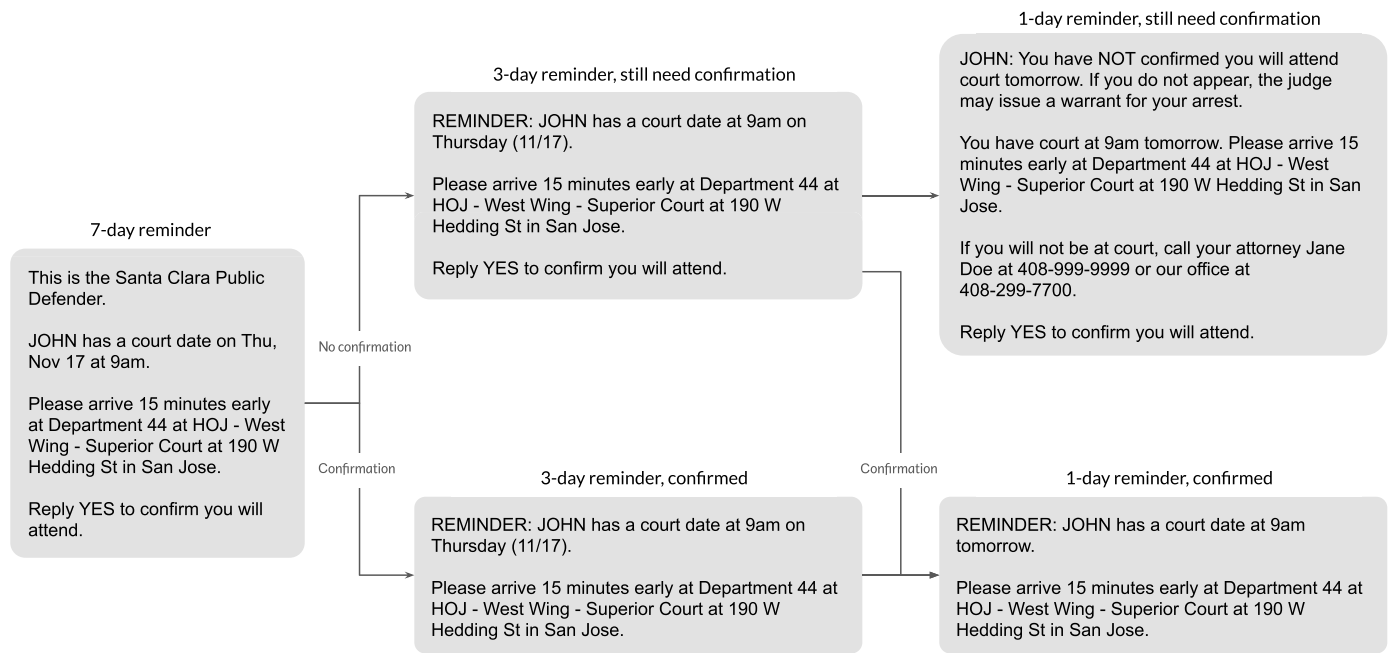 7-day reminder
This is the Santa Clara Public
Defender.
JOHN has a court date on Thu,
Nov 17 at 9am.
Please arrive 15 minutes early
at Department 44 at HOJ - West
Wing - Superior Court at 190 W
Hedding St in San Jose.
Reply YES to confirm you will
attend.
No confirmation
Confirmation
3-day reminder, still need confirmation
REMINDER: JOHN has a court date at 9am on
Thursday (11/17).
Please arrive 15 minutes early at Department 44 at
HOJ - West Wing - Superior Court at 190 W
Hedding St in San Jose.
Reply YES to confirm you will attend.
3-day reminder, confirmed
REMINDER: JOHN has a court date at 9am on
Thursday (11/17).
Please arrive 15 minutes early at Department 44 at
HOJ - West Wing - Superior Court at 190 W
Hedding St in San Jose.
Confirmation
1-day reminder, still need confirmation
JOHN: You have NOT confirmed you will attend
court tomorrow. If you do not appear, the judge
may issue a warrant for your arrest.
You have court at 9am tomorrow. Please arrive 15
minutes early at Department 44 at HOJ - West
Wing - Superior Court at 190 W Hedding St in San
Jose.
If you will not be at court, call your attorney Jane
Doe at 408-999-9999 or our office at
408-299-7700.
Reply YES to confirm you will attend.
1-day reminder, confirmed
REMINDER: JOHN has a court date at 9am
tomorrow.
Please arrive 15 minutes early at Department 44 at
HOJ - West Wing - Superior Court at 190 W
Hedding St in San Jose.